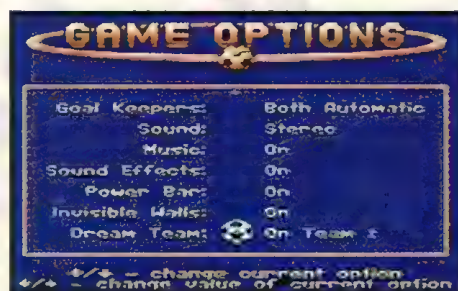 GAME OPTIONS
Goal Keepers: Both Automatic
Sound: Stereo
Music: On
Sound Effects: On
Power Bar: On
Invisible Walls: On
Dream Team: On Team
- change current option
- change value of current option